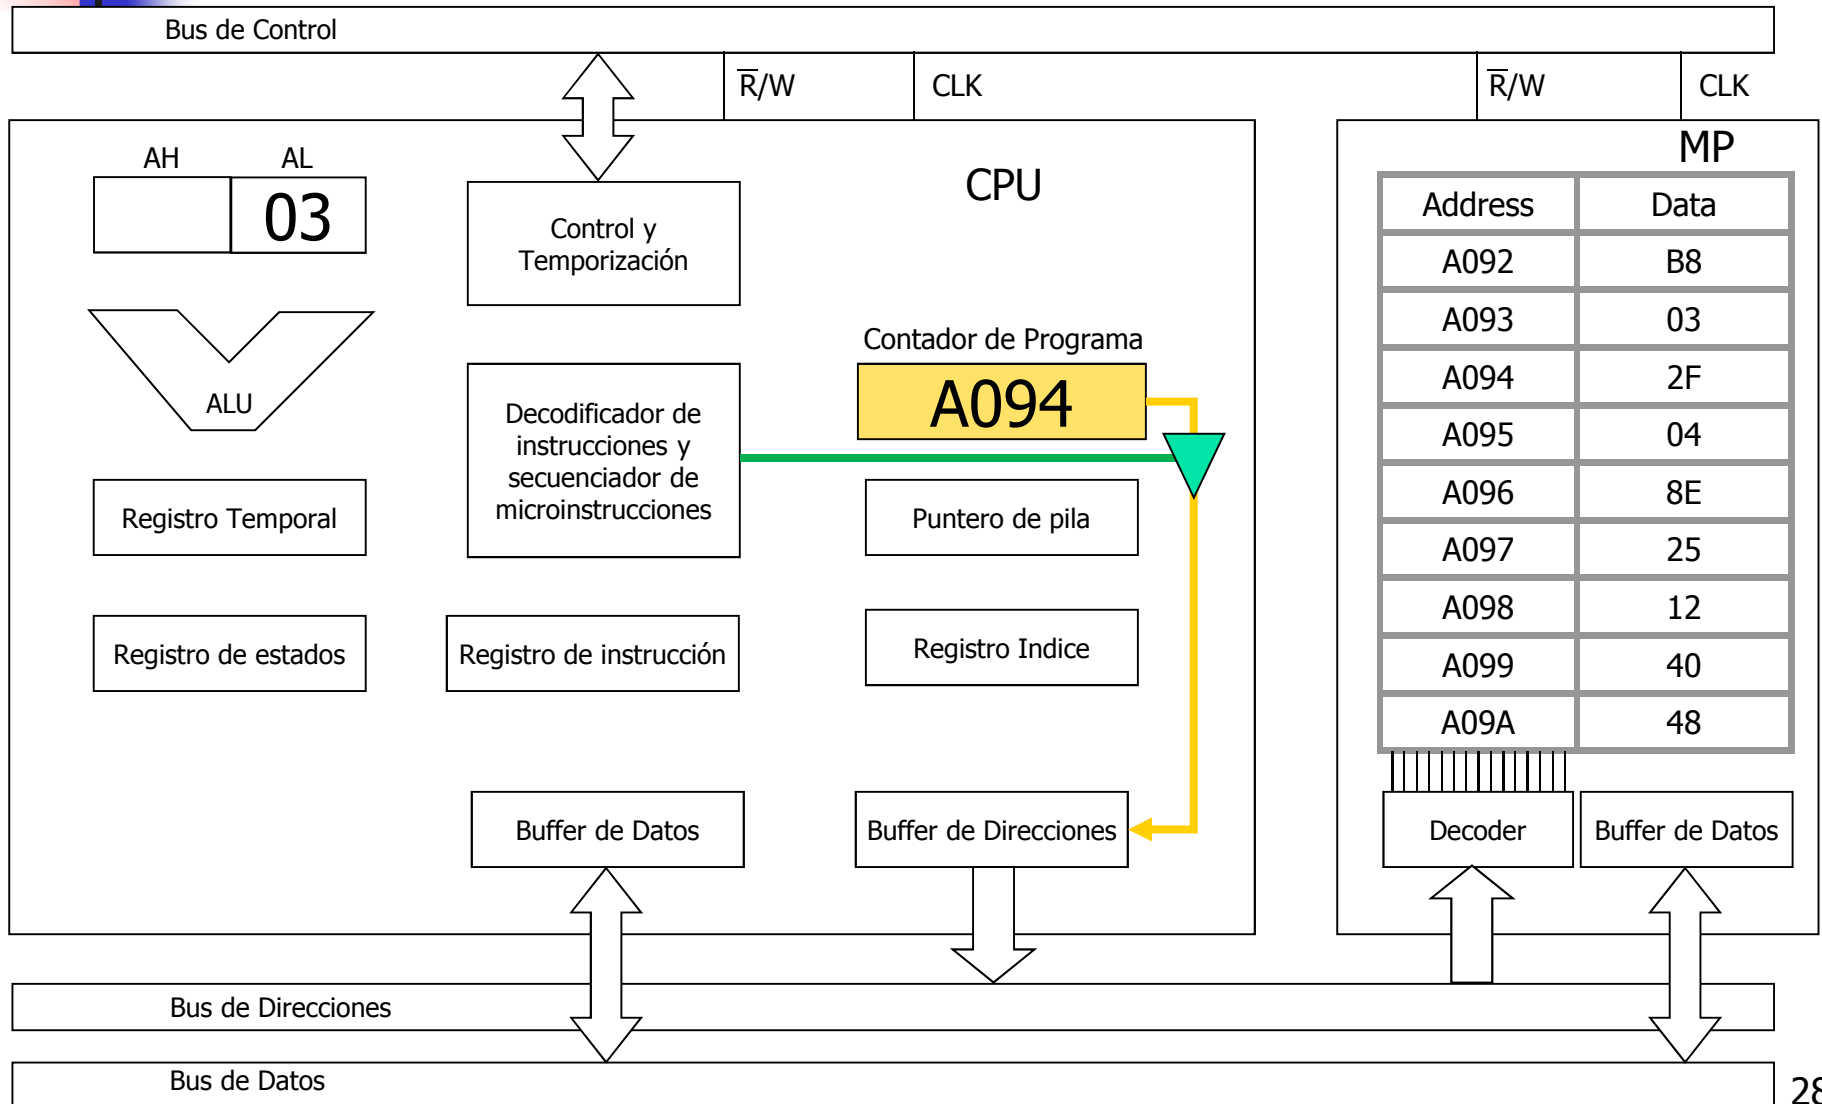 Bus de Control
R/W
CLK
R/W
CLK
AH
AL
03
Control y
Temporización
CPU
MP
Address Data
A092 B8
A093 03
A094 2F
A095 04
A096 8E
A097 25
A098 12
A099 40
A09A 48
ALU
Decodificador de
instrucciones y
secuenciador de
microinstrucciones
Contador de Programa
A094
Registro Temporal
Puntero de pila
Registro de estados
Registro de instrucción
Registro Indice
Buffer de Datos
Buffer de Direcciones
Decoder
Buffer de Datos
Bus de Direcciones
Bus de Datos
28